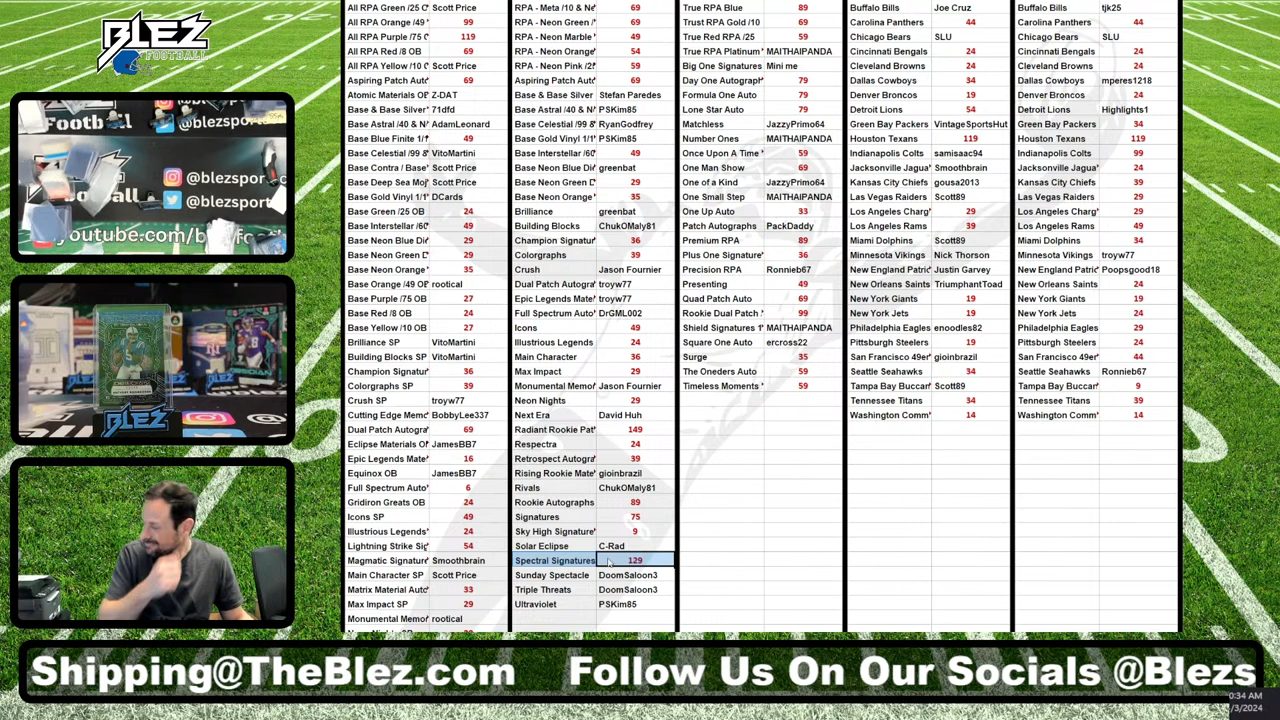 BLEZ
FOOTBALL
Football
@blezsports
@blezsport
@blezsport
youtube.com/blezfootball
BLEZ
All RPA Green /25 O Scott Price
All RPA Orange /49 99
All RPA Purple /75 O 119
All RPA Red /8 OB 69
All RPA Yellow /10 O Scott Price
Aspiring Patch Aut 69
Atomic Materials OB Z-DAT
Base & Base Silver 71dfd
Base Astral /40 & N AdamLeonard
Base Blue Finite 1/1 49
Base Celestial /99 & VitoMartini
Base Contra / Base Scott Price
Base Deep Sea Moj Scott Price
Base Gold Vinyl 1/1 DCards
Base Green /25 OB 24
Base Interstellar /60 49
Base Neon Blue Di 29
Base Neon Green D 29
Base Neon Orange 35
Base Orange /49 OB rootical
Base Purple /75 OB 27
Base Red /8 OB 24
Base Yellow /10 OB 27
Brilliance SP VitoMartini
Building Blocks SP VitoMartini
Champion Signatur 36
Colorgraphs SP 39
Crush SP troyw77
Cutting Edge Memo BobbyLee337
Dual Patch Autogra 69
Eclipse Materials O JamesBB7
Epic Legends Mate 16
Equinox OB JamesBB7
Full Spectrum Auto 6
Gridiron Greats OB 24
Icons SP 49
Illustrious Legends 24
Lightning Strike Sig 54
Magmatic Signatur Smoothbrain
Main Character SP Scott Price
Matrix Material Auto 33
Max Impact SP 29
Monumental Memo rootical
RPA - Meta /10 & Ne 69
RPA - Neon Green / 69
RPA - Neon Marble 49
RPA - Neon Orange 54
RPA - Neon Pink /2 59
Aspiring Patch Aut 69
Base & Base Silver Stefan Paredes
Base Astral /40 & N PSKim85
Base Celestial /99 & RyanGodfrey
Base Gold Vinyl 1/1 PSKim85
Base Interstellar /60 49
Base Neon Blue Di greenbat
Base Neon Green D 29
Base Neon Orange 35
Brilliance greenbat
Building Blocks ChukOMaly81
Champion Signatur 36
Colorgraphs 39
Crush Jason Fournier
Dual Patch Autogra troyw77
Epic Legends Mate troyw77
Full Spectrum Auto DrGML002
Icons 49
Illustrious Legends 24
Main Character 36
Max Impact 29
Monumental Memo Jason Fournier
Neon Nights 29
Next Era David Huh
Radiant Rookie Pat 149
Respectra 24
Retrospect Autogra 39
Rising Rookie Mate gioinbrazil
Rivals ChukOMaly81
Rookie Autographs 89
Signatures 75
Sky High Signature 9
Solar Eclipse C-Rad
Spectral Signatures 129
Sunday Spectacle DoomSaloon3
Triple Threats DoomSaloon3
Ultraviolet PSKim85
True RPA Blue 89
Trust RPA Gold /10 69
True Red RPA /25 59
True RPA Platinum MAITHAIPANDA
Big One Signatures Mini me
Day One Autograph 79
Formula One Auto 79
Lone Star Auto 79
Matchless JazzyPrimo64
Number Ones MAITHAIPANDA
Once Upon A Time 59
One Man Show 69
One of a Kind JazzyPrimo64
One Small Step MAITHAIPANDA
One Up Auto 33
Patch Autographs PackDaddy
Premium RPA 89
Plus One Signature 36
Precision RPA Ronnieb67
Presenting 49
Quad Patch Auto 69
Rookie Dual Patch 99
Shield Signatures 1 MAITHAIPANDA
Square One Auto ercross22
Surge 35
The Oneders Auto 59
Timeless Moments 59
Buffalo Bills Joe Cruz
Carolina Panthers 44
Chicago Bears SLU
Cincinnati Bengals 24
Cleveland Browns 24
Dallas Cowboys 34
Denver Broncos 19
Detroit Lions 54
Green Bay Packers VintageSportsHut
Houston Texans 119
Indianapolis Colts samisaac94
Jacksonville Jagua Smoothbrain
Kansas City Chiefs gousa2013
Las Vegas Raiders Scott89
Los Angeles Charg 29
Los Angeles Rams 39
Miami Dolphins Scott89
Minnesota Vikings Nick Thorson
New England Patric Justin Garvey
New Orleans Saints TriumphantToad
New York Giants 19
New York Jets 19
Philadelphia Eagles enoodles82
Pittsburgh Steelers 19
San Francisco 49er gioinbrazil
Seattle Seahawks 34
Tampa Bay Buccan Scott89
Tennessee Titans 34
Washington Comm 14
Buffalo Bills tjk25
Carolina Panthers 44
Chicago Bears SLU
Cincinnati Bengals 24
Cleveland Browns 24
Dallas Cowboys mperes1218
Denver Broncos 24
Detroit Lions Highlights1
Green Bay Packers 34
Houston Texans 119
Indianapolis Colts 99
Jacksonville Jagua 24
Kansas City Chiefs 39
Las Vegas Raiders 29
Los Angeles Charg 29
Los Angeles Rams 49
Miami Dolphins 34
Minnesota Vikings troyw77
New England Patric Poopsgood18
New Orleans Saints 24
New York Giants 19
New York Jets 24
Philadelphia Eagles 29
Pittsburgh Steelers 24
San Francisco 49er 44
Seattle Seahawks Ronnieb67
Tampa Bay Buccan 9
Tennessee Titans 39
Washington Comm 14
Shipping@TheBlez.com Follow Us On Our Socials @Blezs
0:34 AM
/3/2024